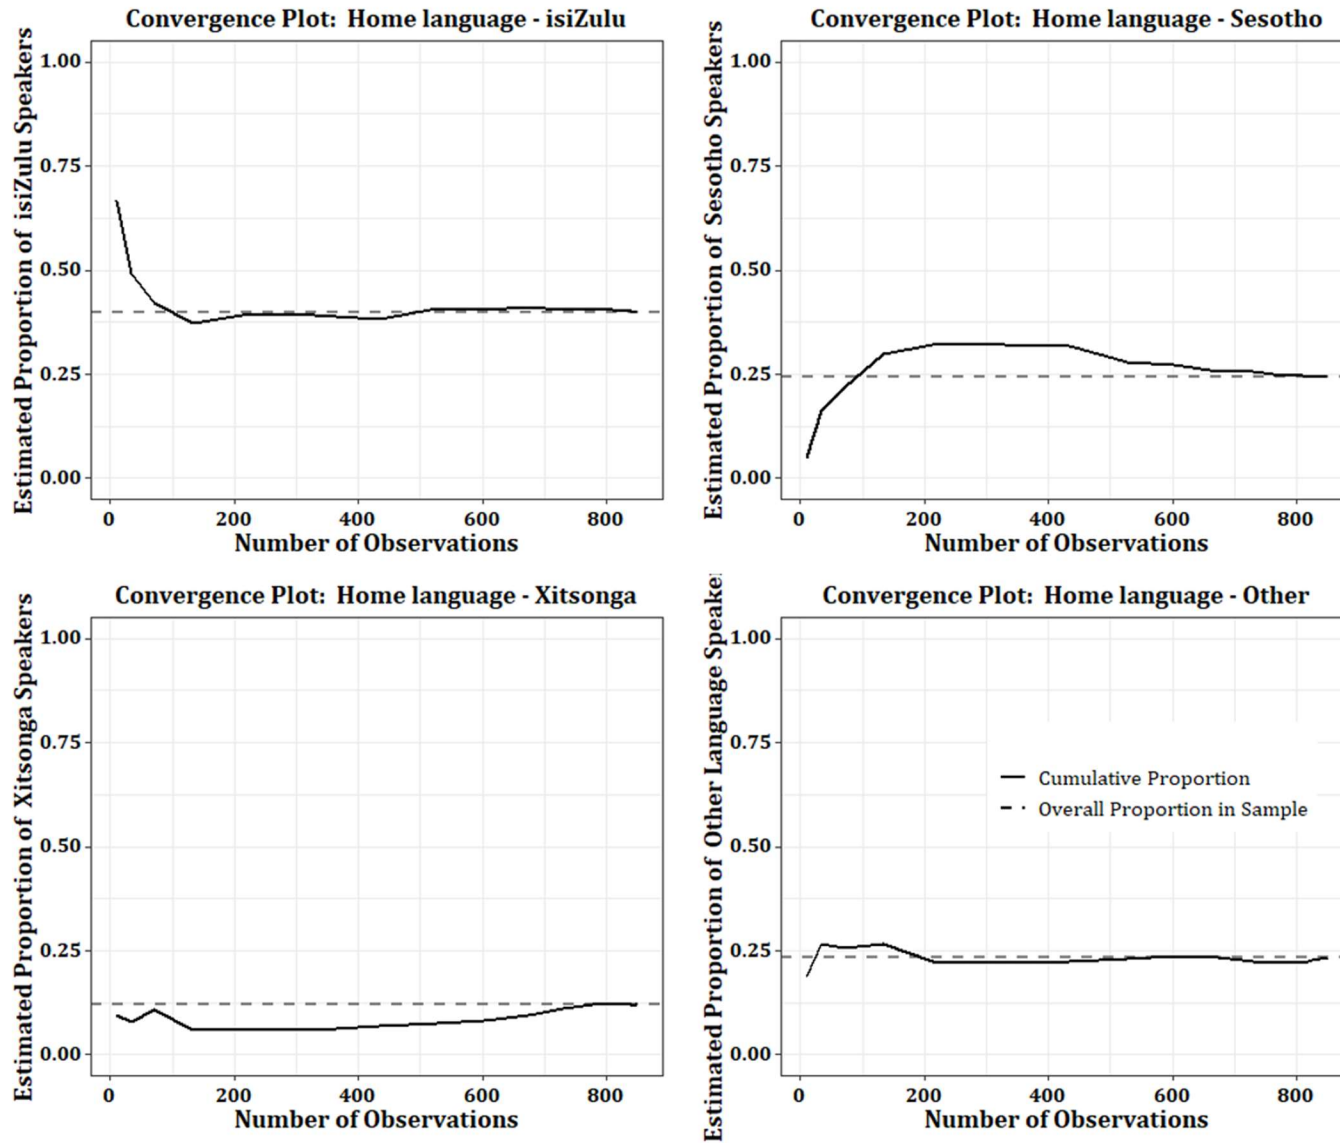 Convergence Plot: Home language - isiZulu
Estimated Proportion of isiZulu Speakers
1.00
0.75
0.50
0.25
0.00
0 200 400 600 800
Number of Observations
Convergence Plot: Home language - Sesotho
Estimated Proportion of Sesotho Speakers
1.00
0.75
0.50
0.25
0.00
0 200 400 600 800
Number of Observations
Convergence Plot: Home language - Xitsonga
Estimated Proportion of Xitsonga Speakers
1.00
0.75
0.50
0.25
0.00
0 200 400 600 800
Number of Observations
Convergence Plot: Home language - Other
Estimated Proportion of Other Language Speake
1.00
0.75
0.50
0.25
0.00
Cumulative Proportion
Overall Proportion in Sample
0 200 400 600 800
Number of Observations